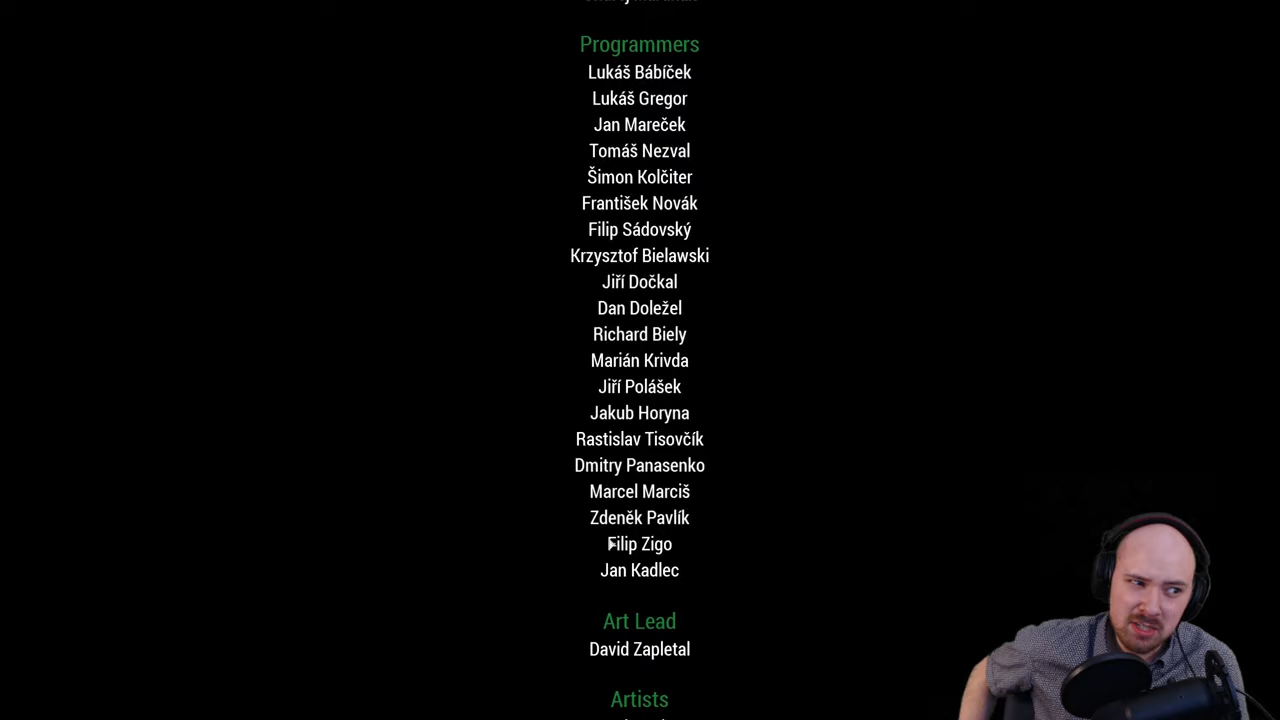 Programmers
Lukáš Bábíček
Lukáš Gregor
Jan Mareček
Tomáš Nezval
Šimon Kolčiter
František Novák
Filip Sádovský
Krzysztof Bielawski
Jiří Dočkal
Dan Doležel
Richard Biely
Marián Krivda
Jiří Polášek
Jakub Horyna
Rastislav Tisovčík
Dmitry Panasenko
Marcel Marciš
Zdeněk Pavlík
Filip Zigo
Jan Kadlec
Art Lead
David Zapletal
Artists